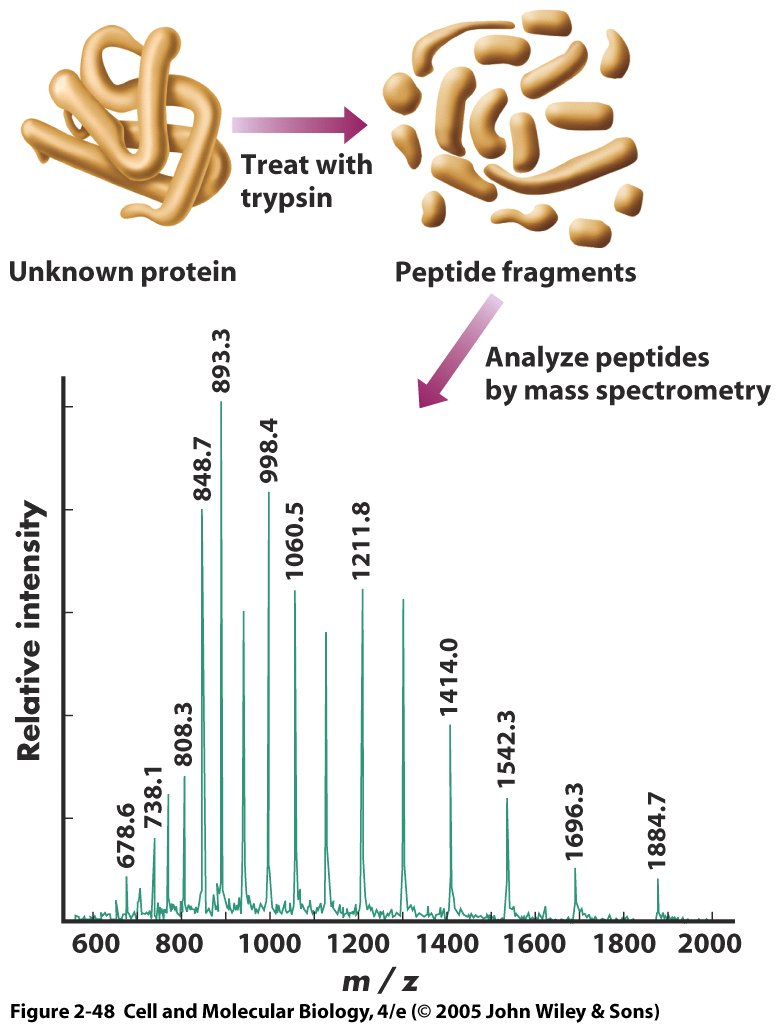 Treat with
trypsin
Unknown protein
Peptide fragments
Analyze peptides
by mass spectrometry
Relative intensity
678.6
738.1
808.3
848.7
893.3
998.4
1060.5
1211.8
1414.0
1542.3
1696.3
1884.7
600 800 1000 1200 1400 1600 1800 2000
m / z
Figure 2-48 Cell and Molecular Biology, 4/e (© 2005 John Wiley & Sons)